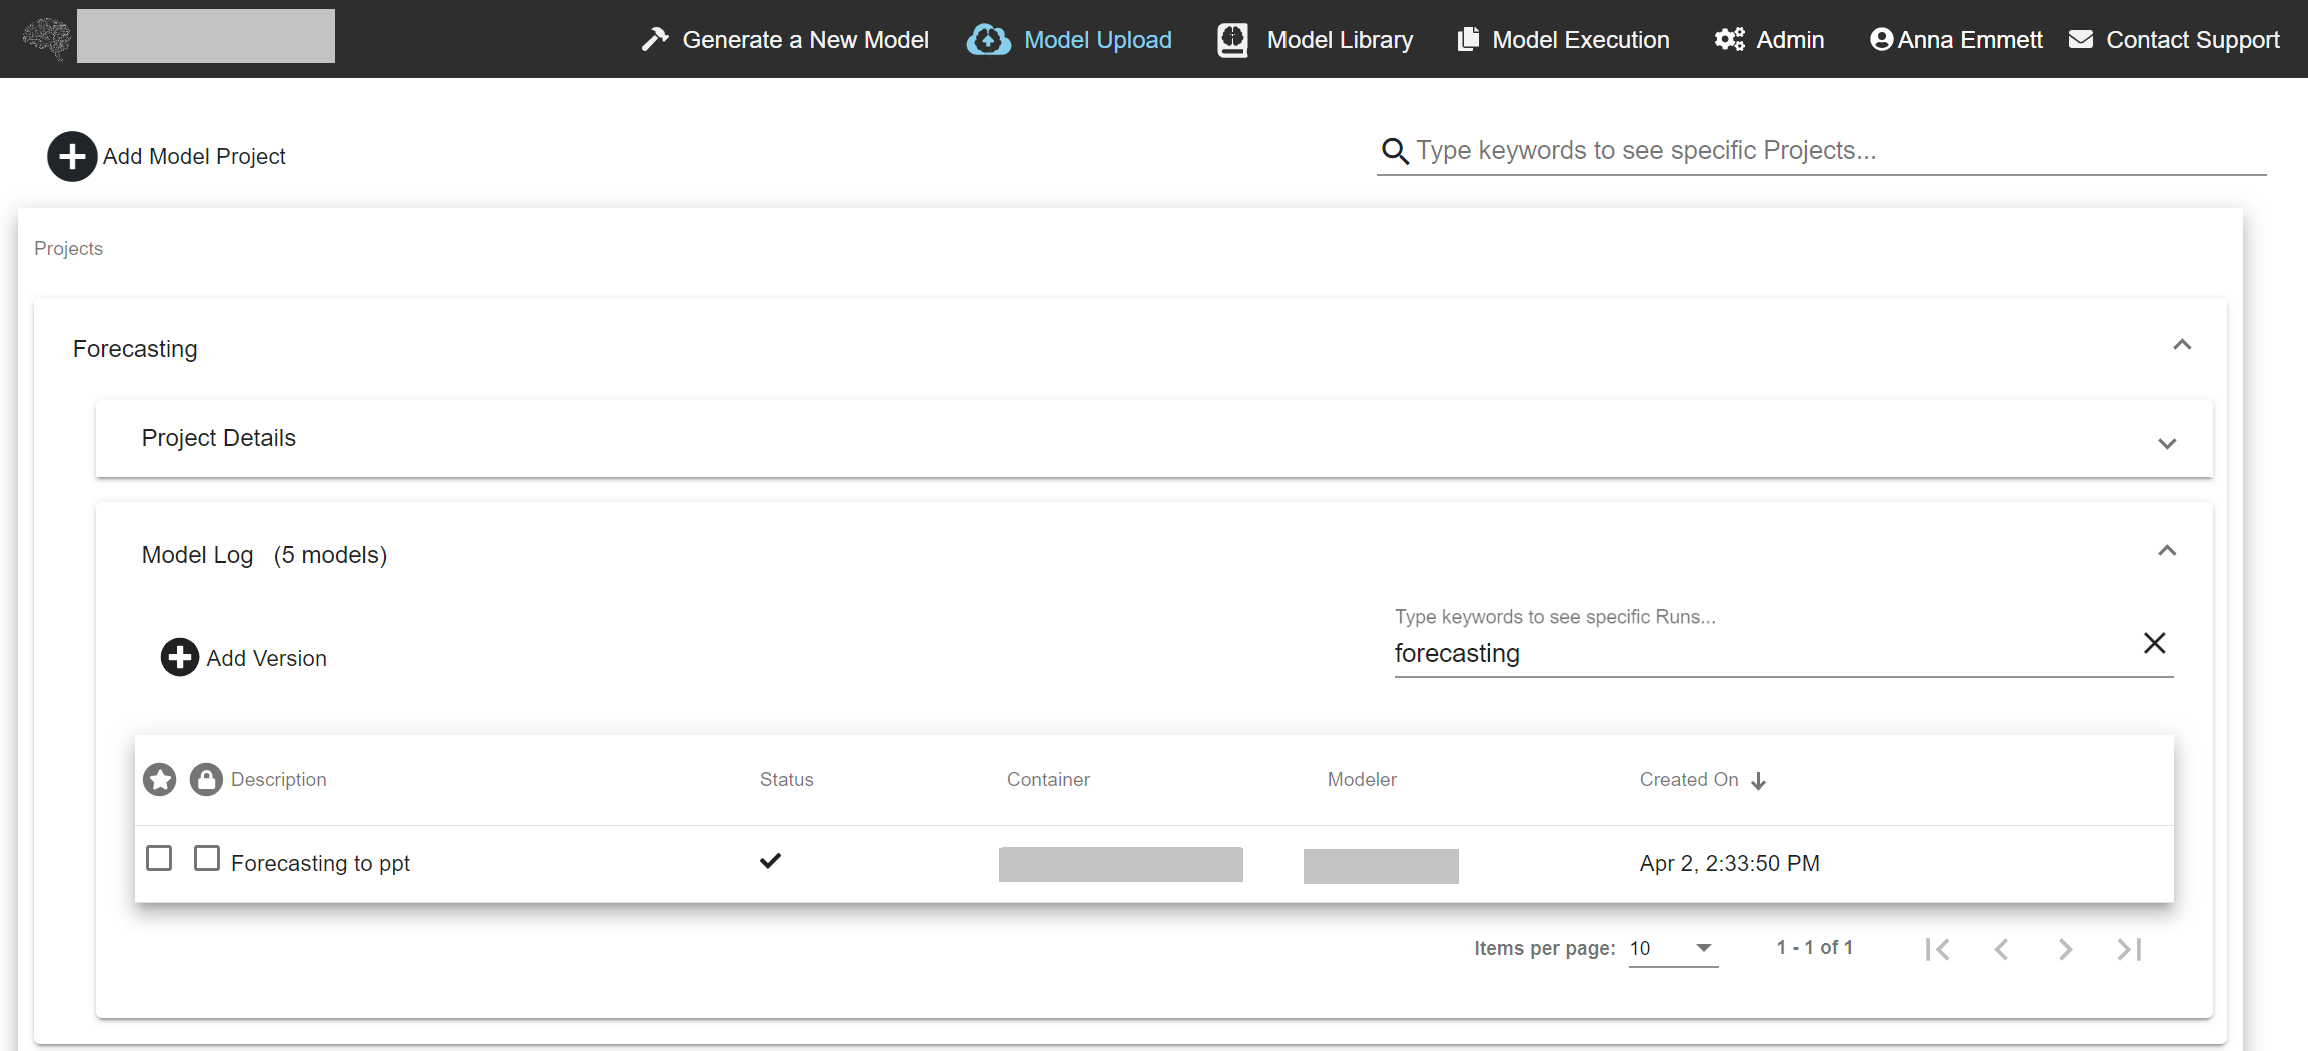 Generate a New Model Model Upload Model Library Model Execution Admin Anna Emmett Contact Support
Add Model Project Type keywords to see specific Projects...
Projects
Forecasting
Project Details
Model Log (5 models)
Type keywords to see specific Runs...
forecasting
Add Version
Description Status Container Modeler Created On
Forecasting to ppt Apr 2, 2:33:50 PM
Items per page: 10 1 - 1 of 1